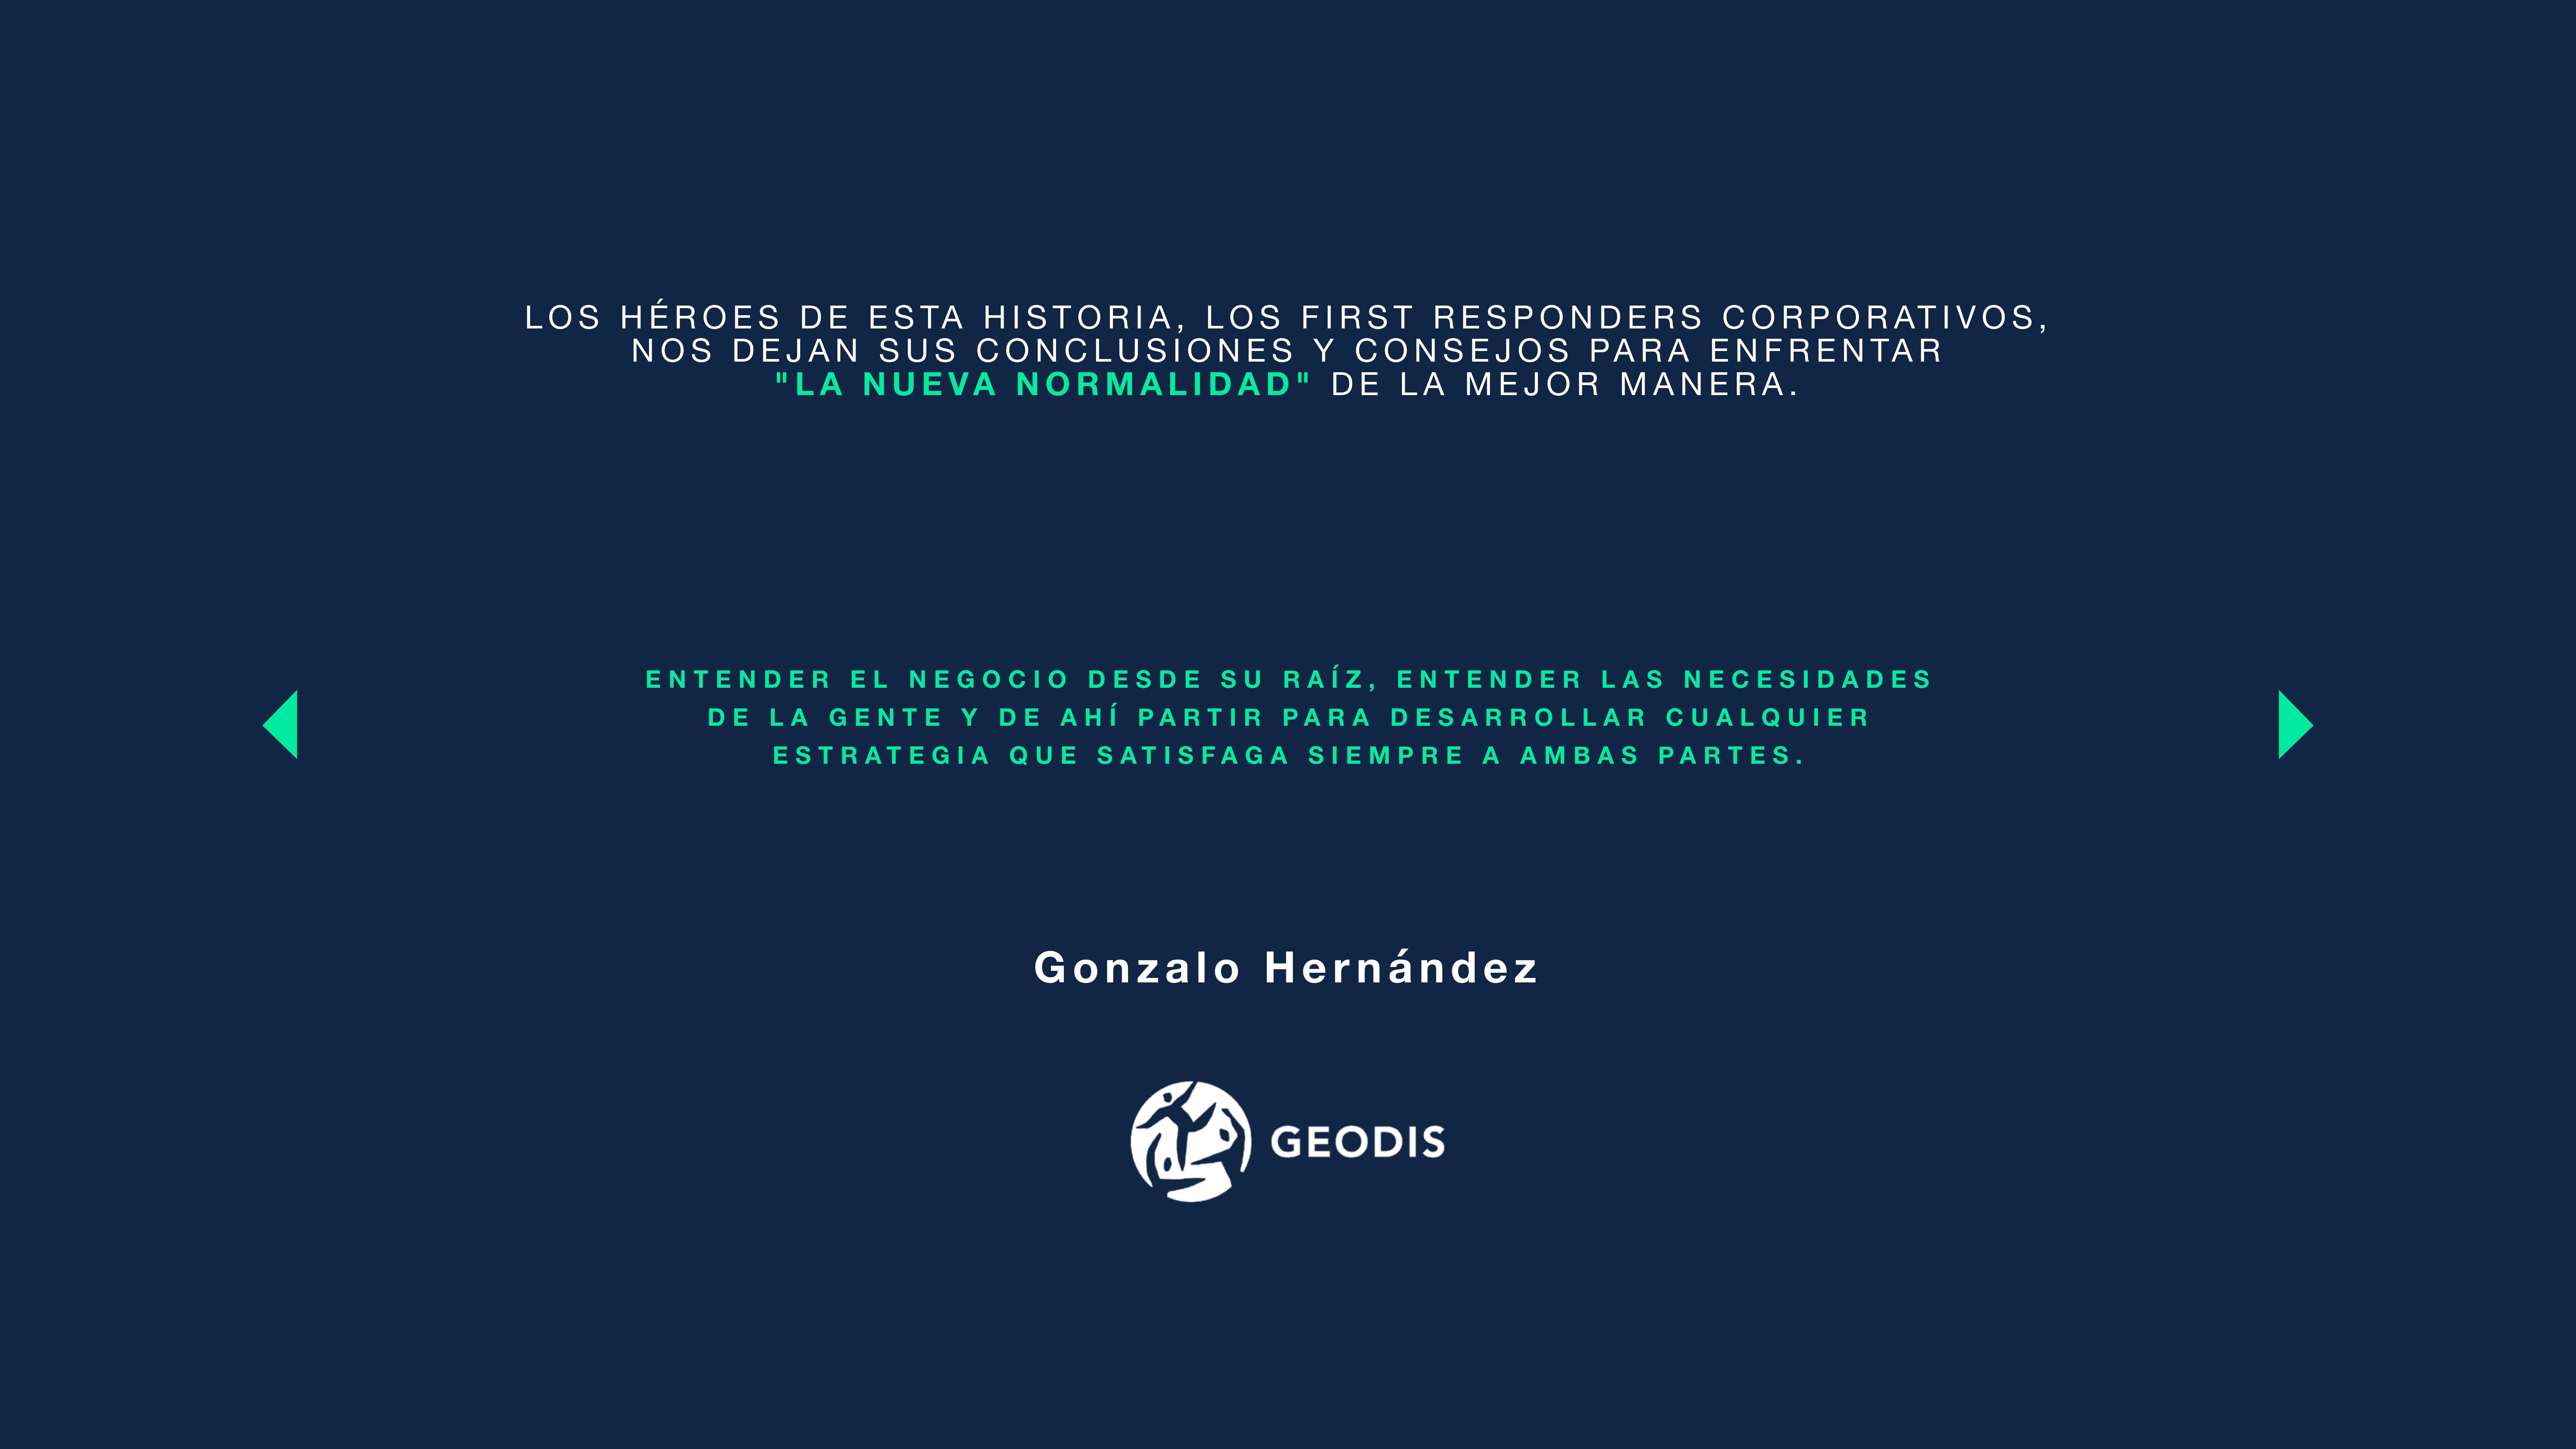 LOS HÉROES DE ESTA HISTORIA, LOS FIRST RESPONDERS CORPORATIVOS,
NOS DEJAN SUS CONCLUSIONES Y CONSEJOS PARA ENFRENTAR
"LA NUEVA NORMALIDAD" DE LA MEJOR MANERA.
ENTENDER EL NEGOCIO DESDE SU RAÍZ, ENTENDER LAS NECESIDADES
DE LA GENTE Y DE AHÍ PARTIR PARA DESARROLLAR CUALQUIER
ESTRATEGIA QUE SATISFAGA SIEMPRE A AMBAS PARTES.
Gonzalo Hernández
GEODIS